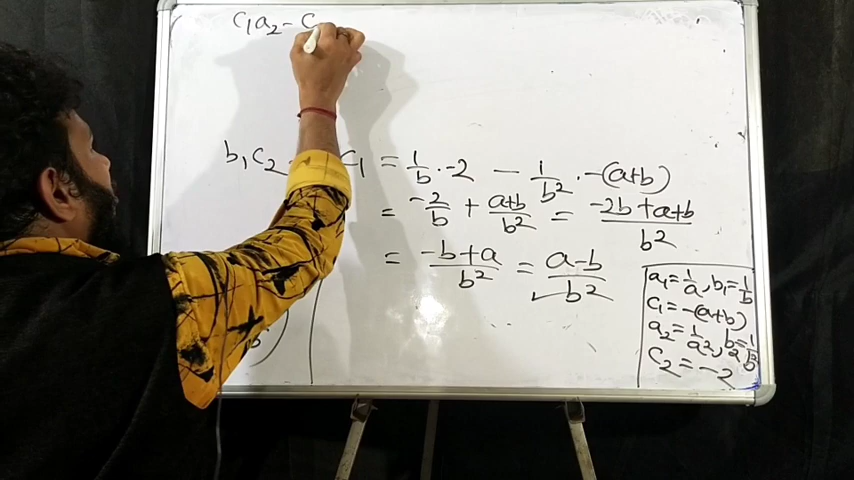 c₁a₂ - c
b₁c₂ - c₁ = 1/b · -2 - 1/b² · -(a+b)
= -2/b + a+b/b² = -2b+a+b/b²
= -b+a/b² = a-b/b²
a₁ = 1/a, b₁ = 1/b
c₁ = -(a+b)
a₂ = 1/a², b₂ = 1/b²
c₂ = -2